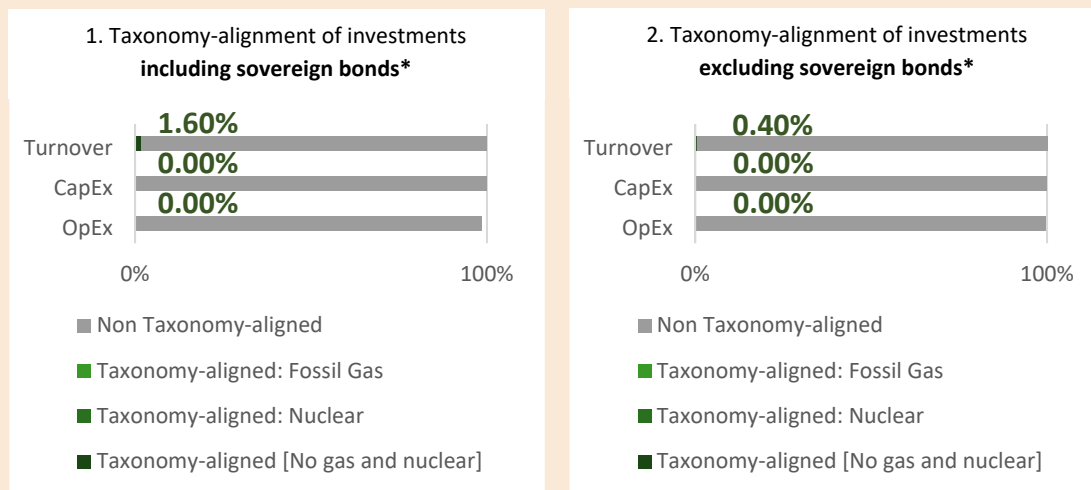 1. Taxonomy-alignment of investments
including sovereign bonds*
1.60%
Turnover
0.00%
CapEx
0.00%
OpEx
0%
100%
Non Taxonomy-aligned
Taxonomy-aligned: Fossil Gas
Taxonomy-aligned: Nuclear
Taxonomy-aligned [No gas and nuclear]
2. Taxonomy-alignment of investments
excluding sovereign bonds*
0.40%
Turnover
0.00%
CapEx
0.00%
OpEx
0%
100%
Non Taxonomy-aligned
Taxonomy-aligned: Fossil Gas
Taxonomy-aligned: Nuclear
Taxonomy-aligned [No gas and nuclear]